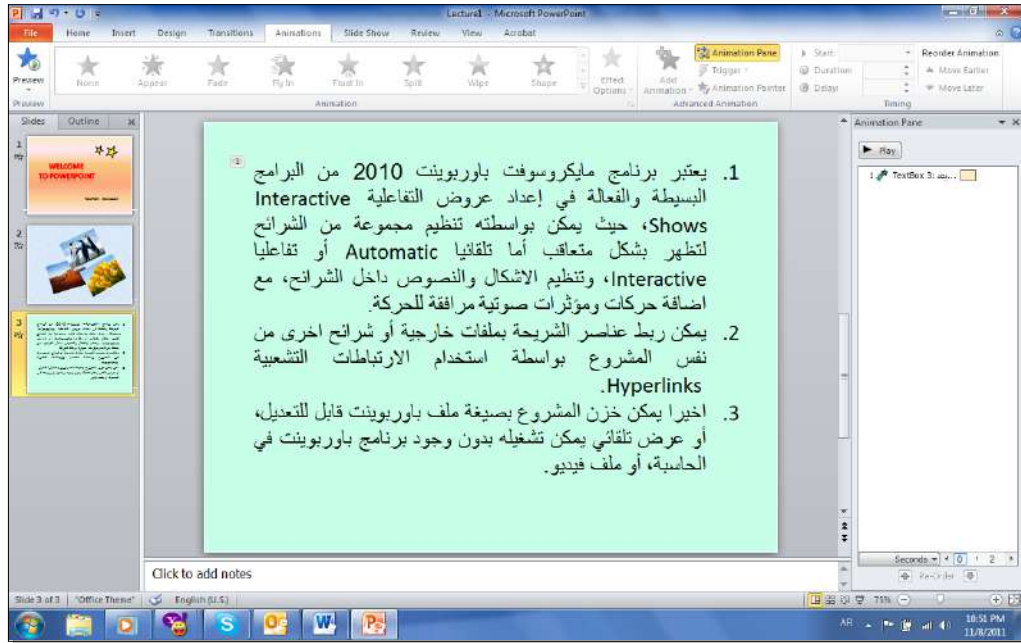 Lecture1 - Microsoft PowerPoint
File Home Insert Design Transitions Animations Slide Show Review View Acrobat
Preview
None Appear Fade Fly In Float In Split Wipe Shape
Effect Options
Add Animation
Animation Pane
Trigger
Animation Painter
Start:
Duration:
Delay:
Reorder Animation
Move Earlier
Move Later
Preview Animation Advanced Animation Timing
Slides Outline
Animation Pane
Play
1 TextBox 3:
1
WELCOME
TO POWERPOINT
2
3
1
1. يعتبر برنامج مايكروسوفت باوربوينت 2010 من البرامج
البسيطة والفعالة في إعداد عروض التفاعلية Interactive
Shows، حيث يمكن بواسطته تنظيم مجموعة من الشرائح
لتظهر بشكل متعاقب أما تلقائيا Automatic أو تفاعليا
Interactive، وتنظيم الاشكال والنصوص داخل الشرائح، مع
اضافة حركات ومؤثرات صوتية مرافقة للحركة.
2. يمكن ربط عناصر الشريحة بملفات خارجية أو شرائح اخرى من
نفس المشروع بواسطة استخدام الارتباطات التشعبية
Hyperlinks.
3. اخيرا يمكن خزن المشروع بصيغة ملف باوربوينت قابل للتعديل،
أو عرض تلقائي يمكن تشغيله بدون وجود برنامج باوربوينت في
الحاسبة، أو ملف فيديو.
Seconds 0 2
Re-Order
Click to add notes
Slide 3 of 3 "Office Theme" English (U.S.) 75%
AR 10:51 PM
11/8/2011